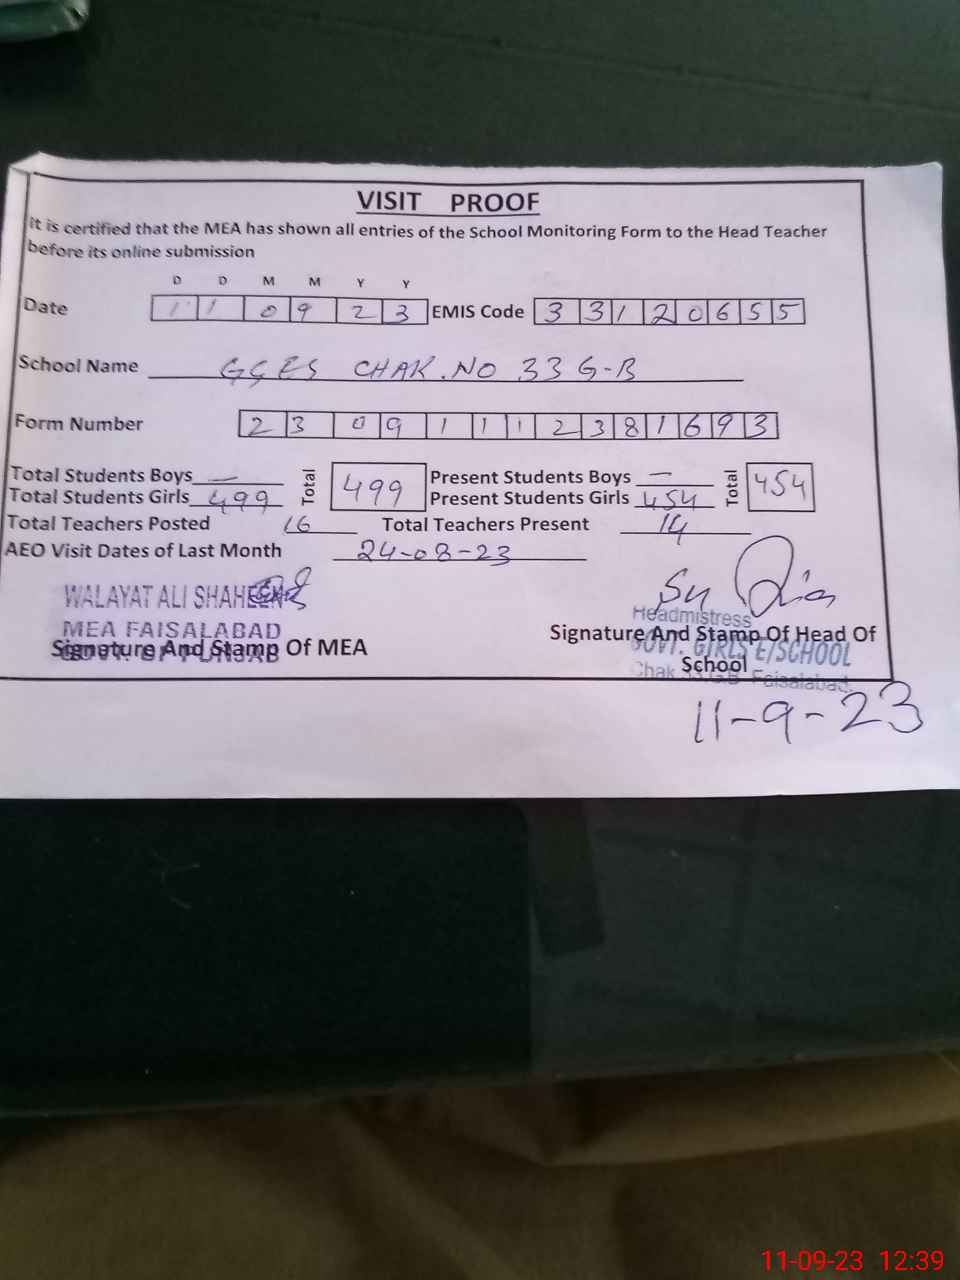 VISIT PROOF
It is certified that the MEA has shown all entries of the School Monitoring Form to the Head Teacher
before its online submission
D D M M Y Y
Date 1 1 0 9 2 3 EMIS Code 3 3 1 2 0 6 5 5
School Name GGES CHAK.NO 33 G-B
Form Number 2 3 0 9 1 1 1 2 3 8 1 6 9 3
Total Students Boys — Total 499 Present Students Boys — Total 454
Total Students Girls 499 Present Students Girls 454
Total Teachers Posted 16 Total Teachers Present 14
AEO Visit Dates of Last Month 24-08-23
WALAYAT ALI SHAHEEN
MEA FAISALABAD
GOVT. OF PUNJAB
Signature And Stamp Of MEA
Headmistress
Signature And Stamp Of Head Of
School
GOVT. GIRLS E/SCHOOL
Chak 33 G.B Faisalabad.
11-9-23
11-09-23 12:39